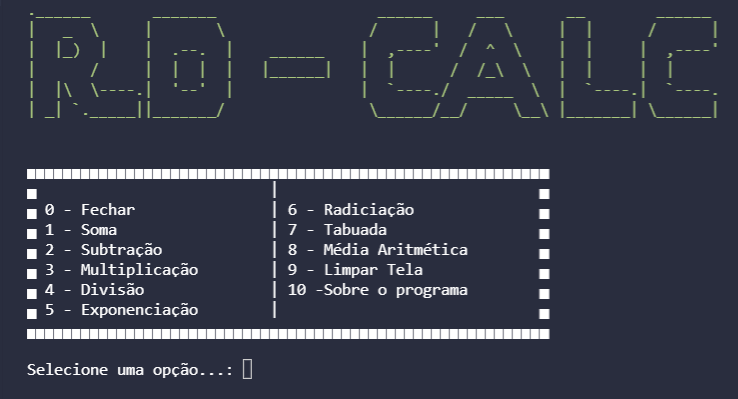 RD - CALC
0 - Fechar | 6 - Radiciação
1 - Soma | 7 - Tabuada
2 - Subtração | 8 - Média Aritmética
3 - Multiplicação | 9 - Limpar Tela
4 - Divisão | 10 -Sobre o programa
5 - Exponenciação |
Selecione uma opção...: